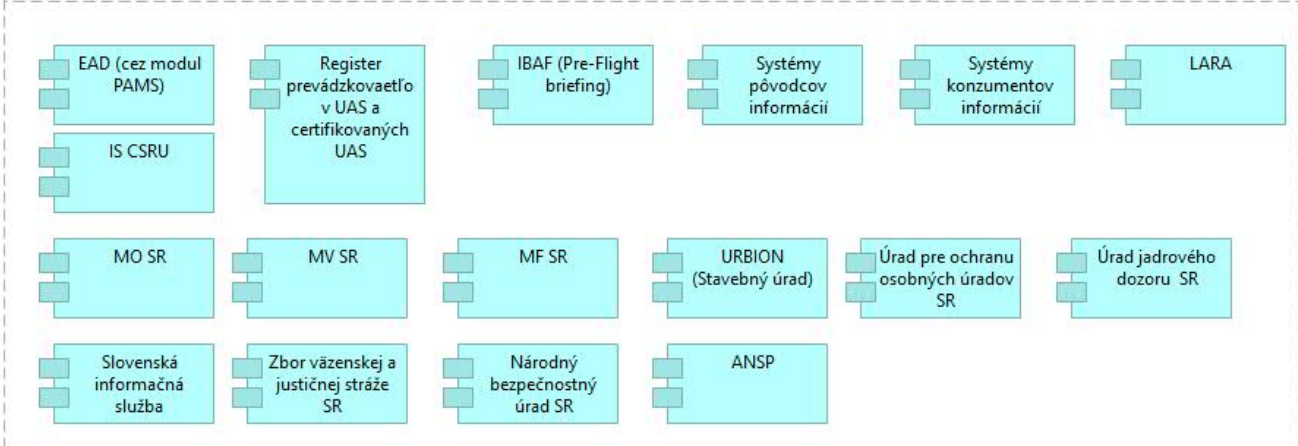 EAD (cez modul
PAMS)
Register
prevádzkovaetľo
v UAS a
certifikovaných
UAS
IBAF (Pre-Flight
briefing)
Systémy
pôvodcov
informácií
Systémy
konzumentov
informácií
LARA
IS CSRU
MO SR
MV SR
MF SR
URBION
(Stavebný úrad)
Úrad pre ochranu
osobných úradov
SR
Úrad jadrového
dozoru  SR
Slovenská
informačná
služba
Zbor väzenskej a
justičnej stráže
SR
Národný
bezpečnostný
úrad SR
ANSP